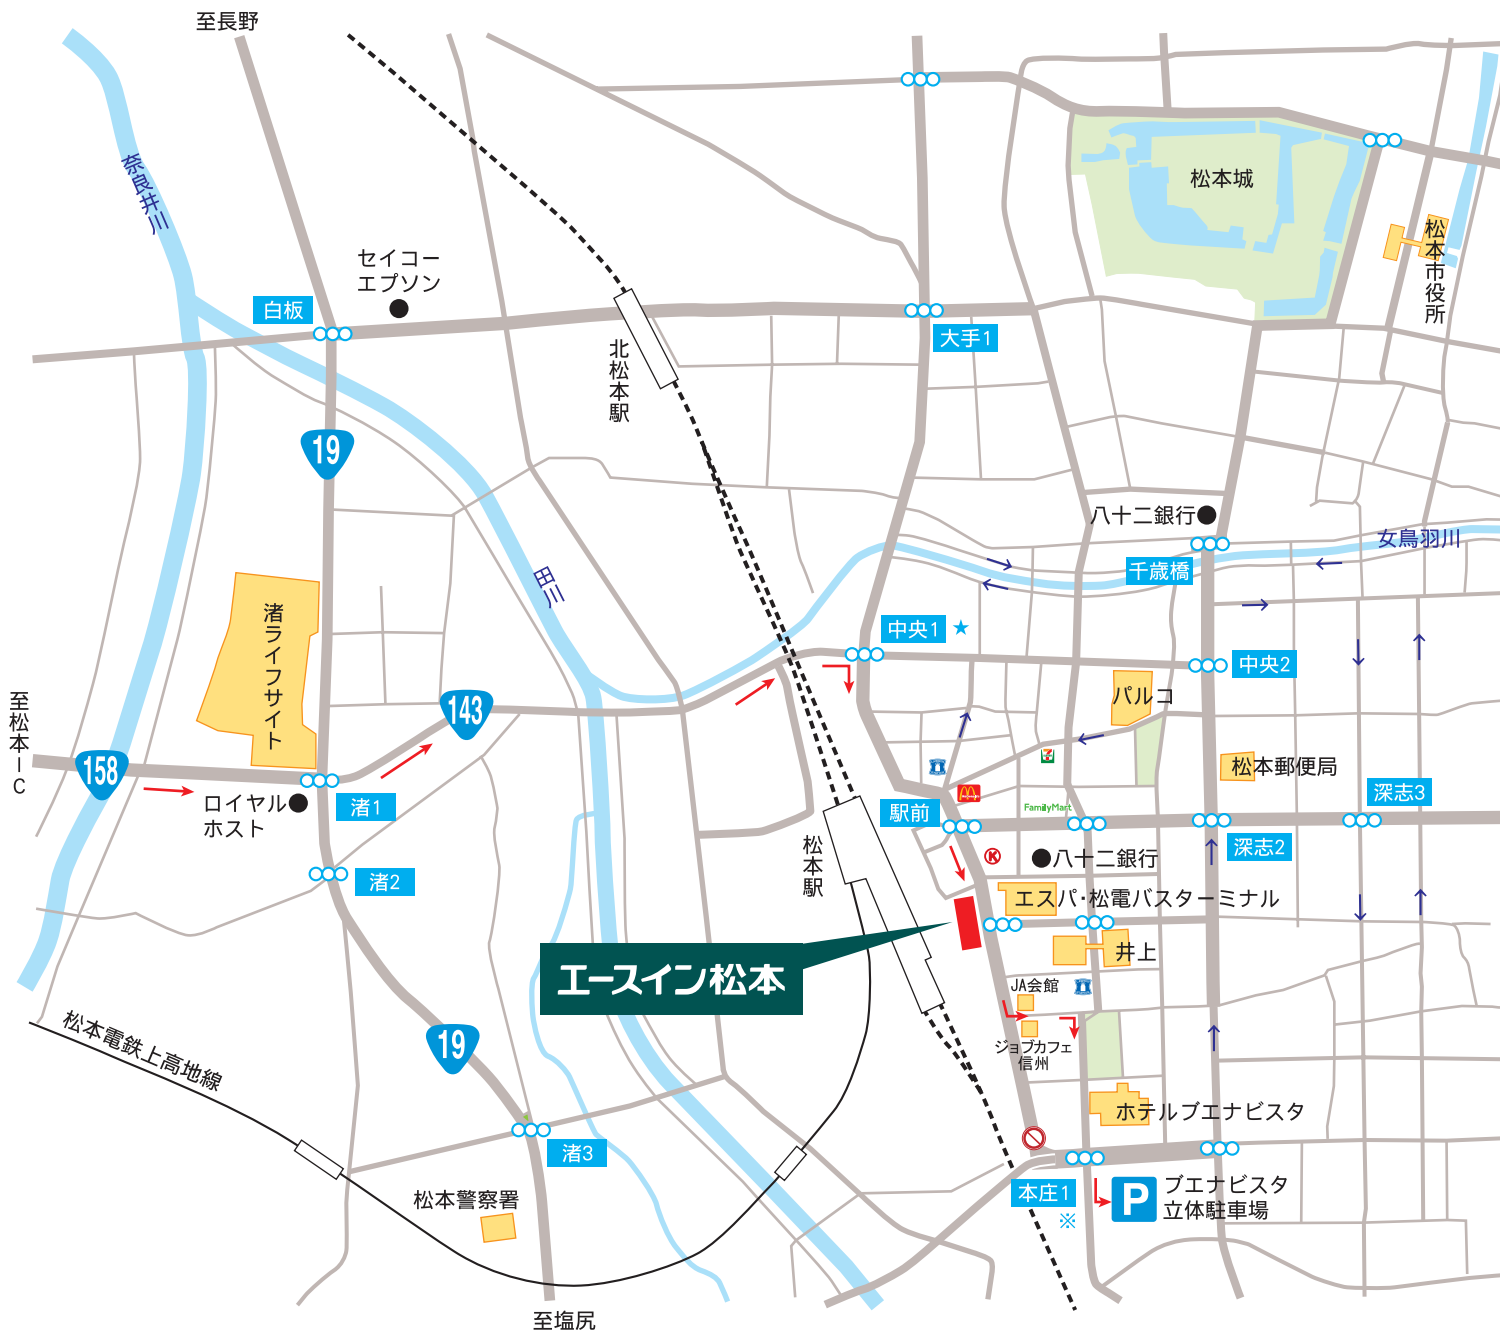 至長野
奈良井川
松本城
松本市役所
セイコー
エプソン
白板
大手1
北松本駅
19
八十二銀行
女鳥羽川
千歳橋
田川
渚ライフサイト
中央1 ★
中央2
パルコ
至松本IC
143
158
松本郵便局
ロイヤル
ホスト
渚1
駅前
FamilyMart
深志3
深志2
松本駅
渚2
K
八十二銀行
エスパ・松電バスターミナル
井上
エースイン松本
JA会館
ジョブカフェ
信州
松本電鉄上高地線
19
ホテルブエナビスタ
渚3
本庄1
※
P
ブエナビスタ
立体駐車場
松本警察署
至塩尻